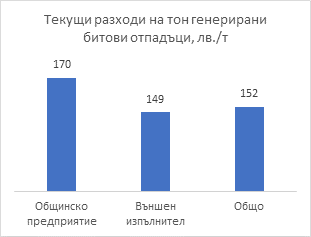 Текущи разходи на тон генерирани
битови отпадъци, лв./т
170
149
152
Общинско
предприятие
Външен
изпълнител
Общо